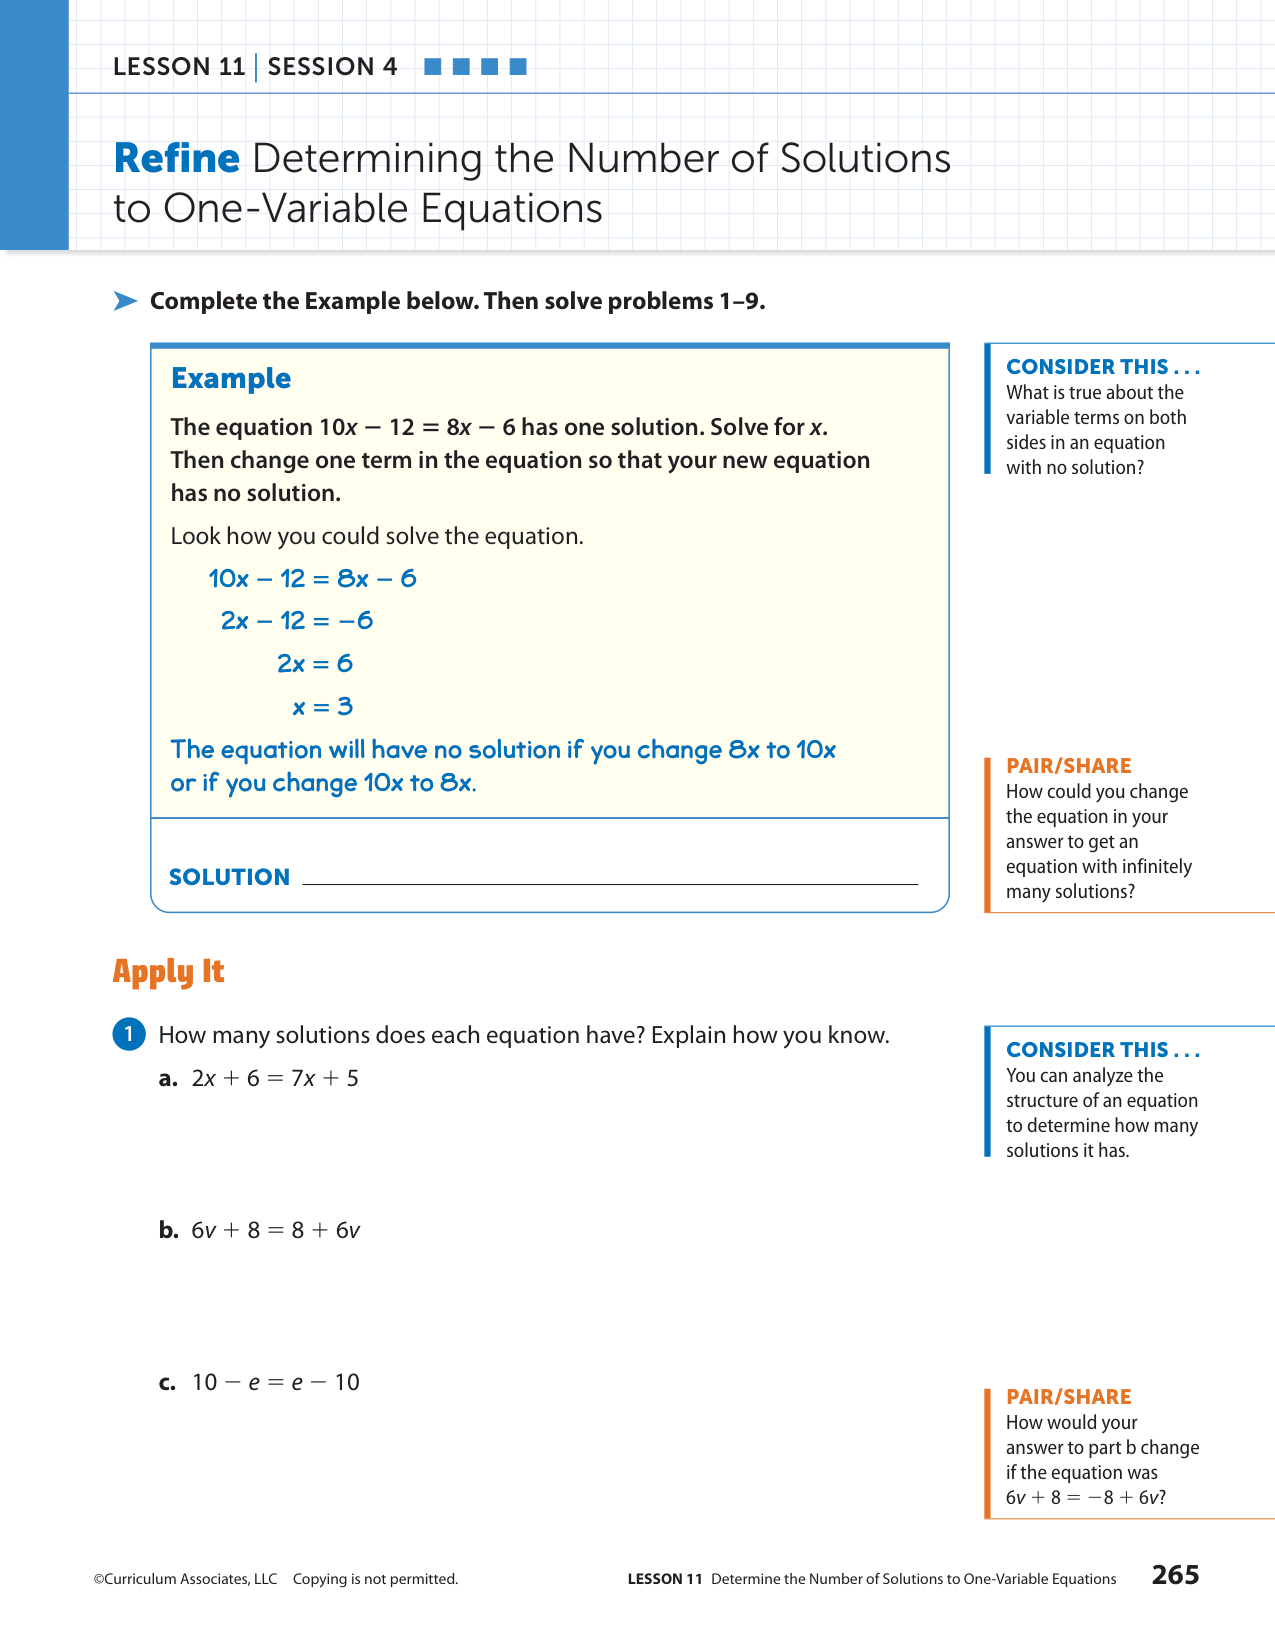 LESSON 11 | SESSION 4
Refine Determining the Number of Solutions
to One-Variable Equations
Complete the Example below. Then solve problems 1–9.
Example
The equation 10x − 12 = 8x − 6 has one solution. Solve for x.
Then change one term in the equation so that your new equation
has no solution.
Look how you could solve the equation.
10x − 12 = 8x − 6
2x − 12 = −6
2x = 6
x = 3
The equation will have no solution if you change 8x to 10x
or if you change 10x to 8x.
SOLUTION
CONSIDER THIS . . .
What is true about the
variable terms on both
sides in an equation
with no solution?
PAIR/SHARE
How could you change
the equation in your
answer to get an
equation with infinitely
many solutions?
Apply It
1 How many solutions does each equation have? Explain how you know.
a. 2x + 6 = 7x + 5
b. 6v + 8 = 8 + 6v
c. 10 − e = e − 10
CONSIDER THIS . . .
You can analyze the
structure of an equation
to determine how many
solutions it has.
PAIR/SHARE
How would your
answer to part b change
if the equation was
6v + 8 = −8 + 6v?
©Curriculum Associates, LLC Copying is not permitted.
LESSON 11 Determine the Number of Solutions to One-Variable Equations 265